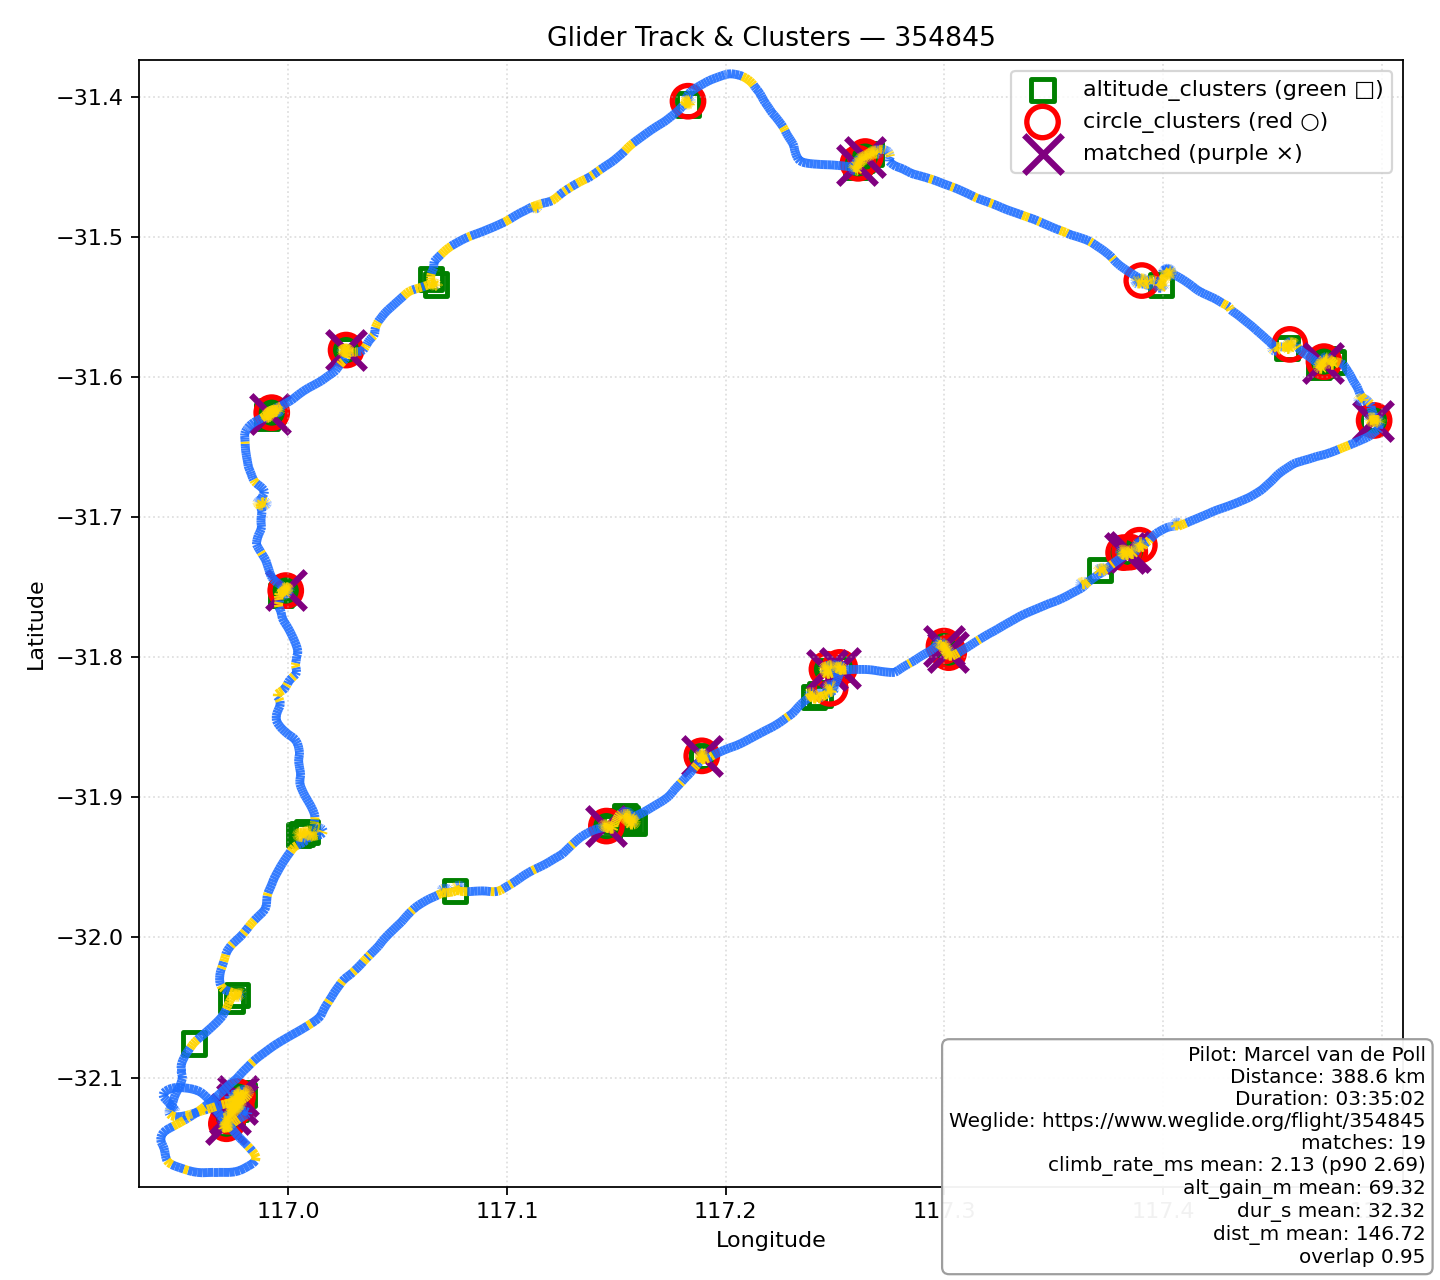 Glider Track & Clusters — 354845
altitude_clusters (green □)
circle_clusters (red ○)
matched (purple ×)
Latitude
−31.4
−31.5
−31.6
−31.7
−31.8
−31.9
−32.0
−32.1
117.0
117.1
117.2
117.3
117.4
Longitude
Pilot: Marcel van de Poll
Distance: 388.6 km
Duration: 03:35:02
Weglide: https://www.weglide.org/flight/354845
matches: 19
climb_rate_ms mean: 2.13 (p90 2.69)
alt_gain_m mean: 69.32
dur_s mean: 32.32
dist_m mean: 146.72
overlap 0.95